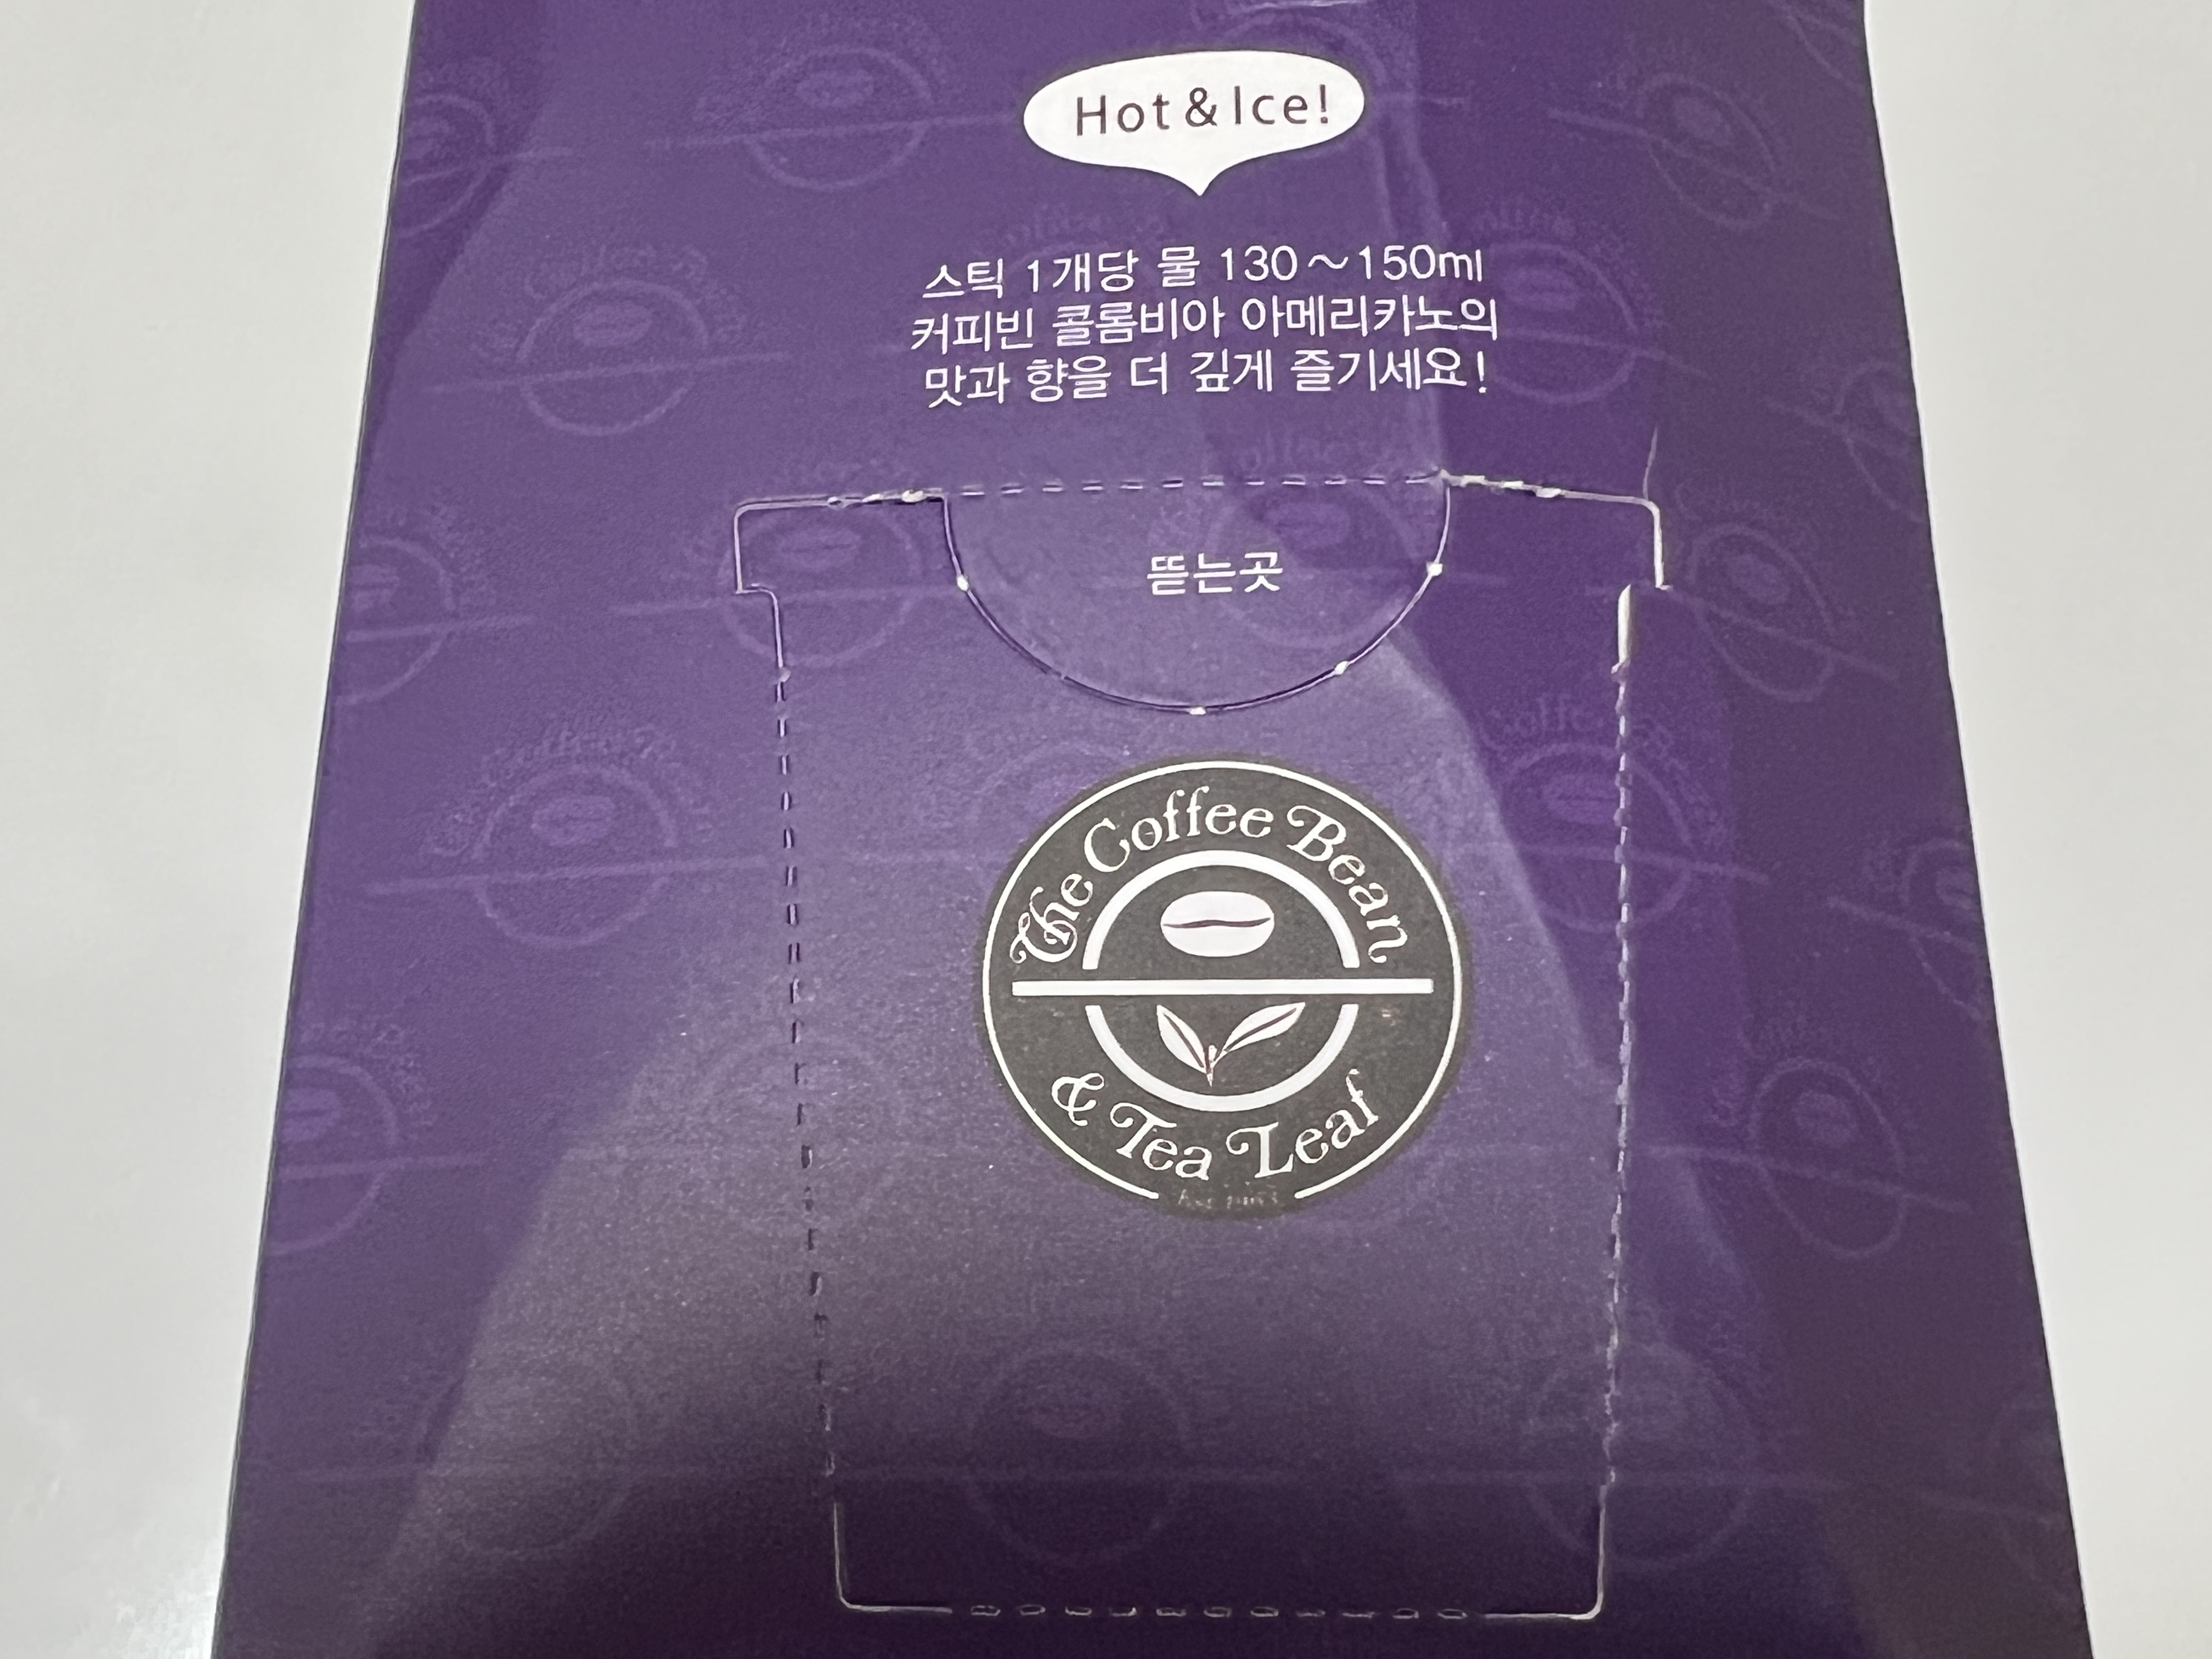 Hot & Ice!
스틱 1개당 물 130~150ml
커피빈 콜롬비아 아메리카노의
맛과 향을 더 깊게 즐기세요!
뜯는곳
The Coffee Bean
& Tea Leaf